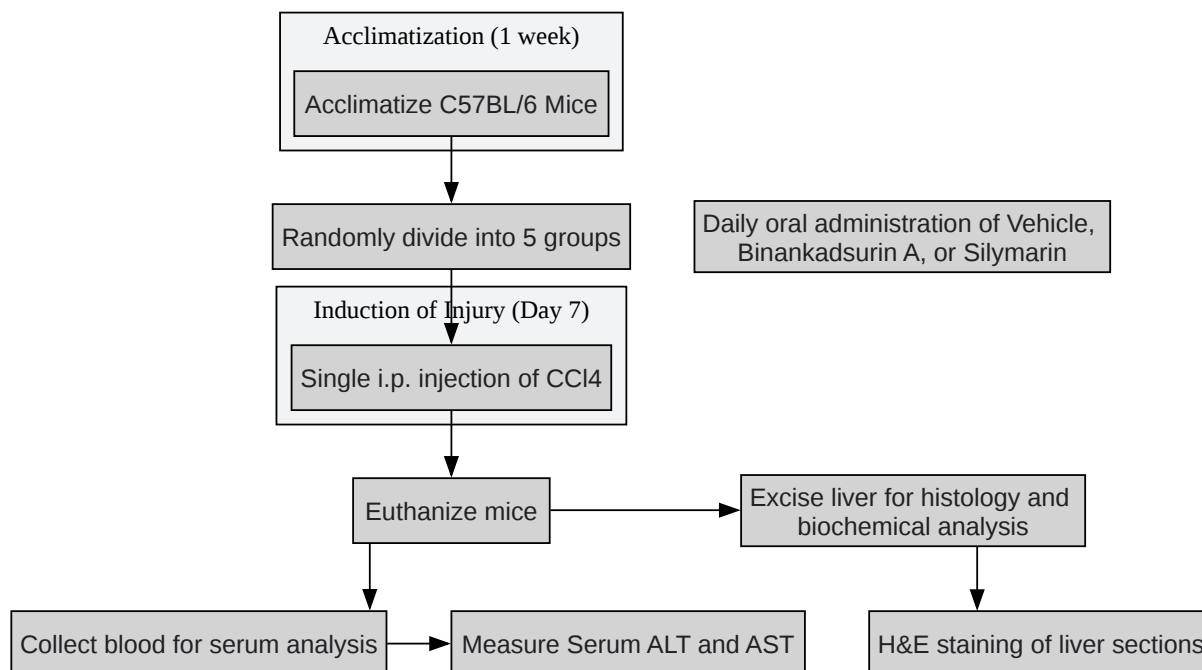 Acclimatization (1 week)
Acclimatize C57BL/6 Mice
Randomly divide into 5 groups
Daily oral administration of Vehicle,
Binankadsurin A, or Silymarin
Induction of Injury (Day 7)
Single i.p. injection of CCl4
Euthanize mice
Excise liver for histology and
biochemical analysis
Collect blood for serum analysis
Measure Serum ALT and AST
H&E staining of liver sections